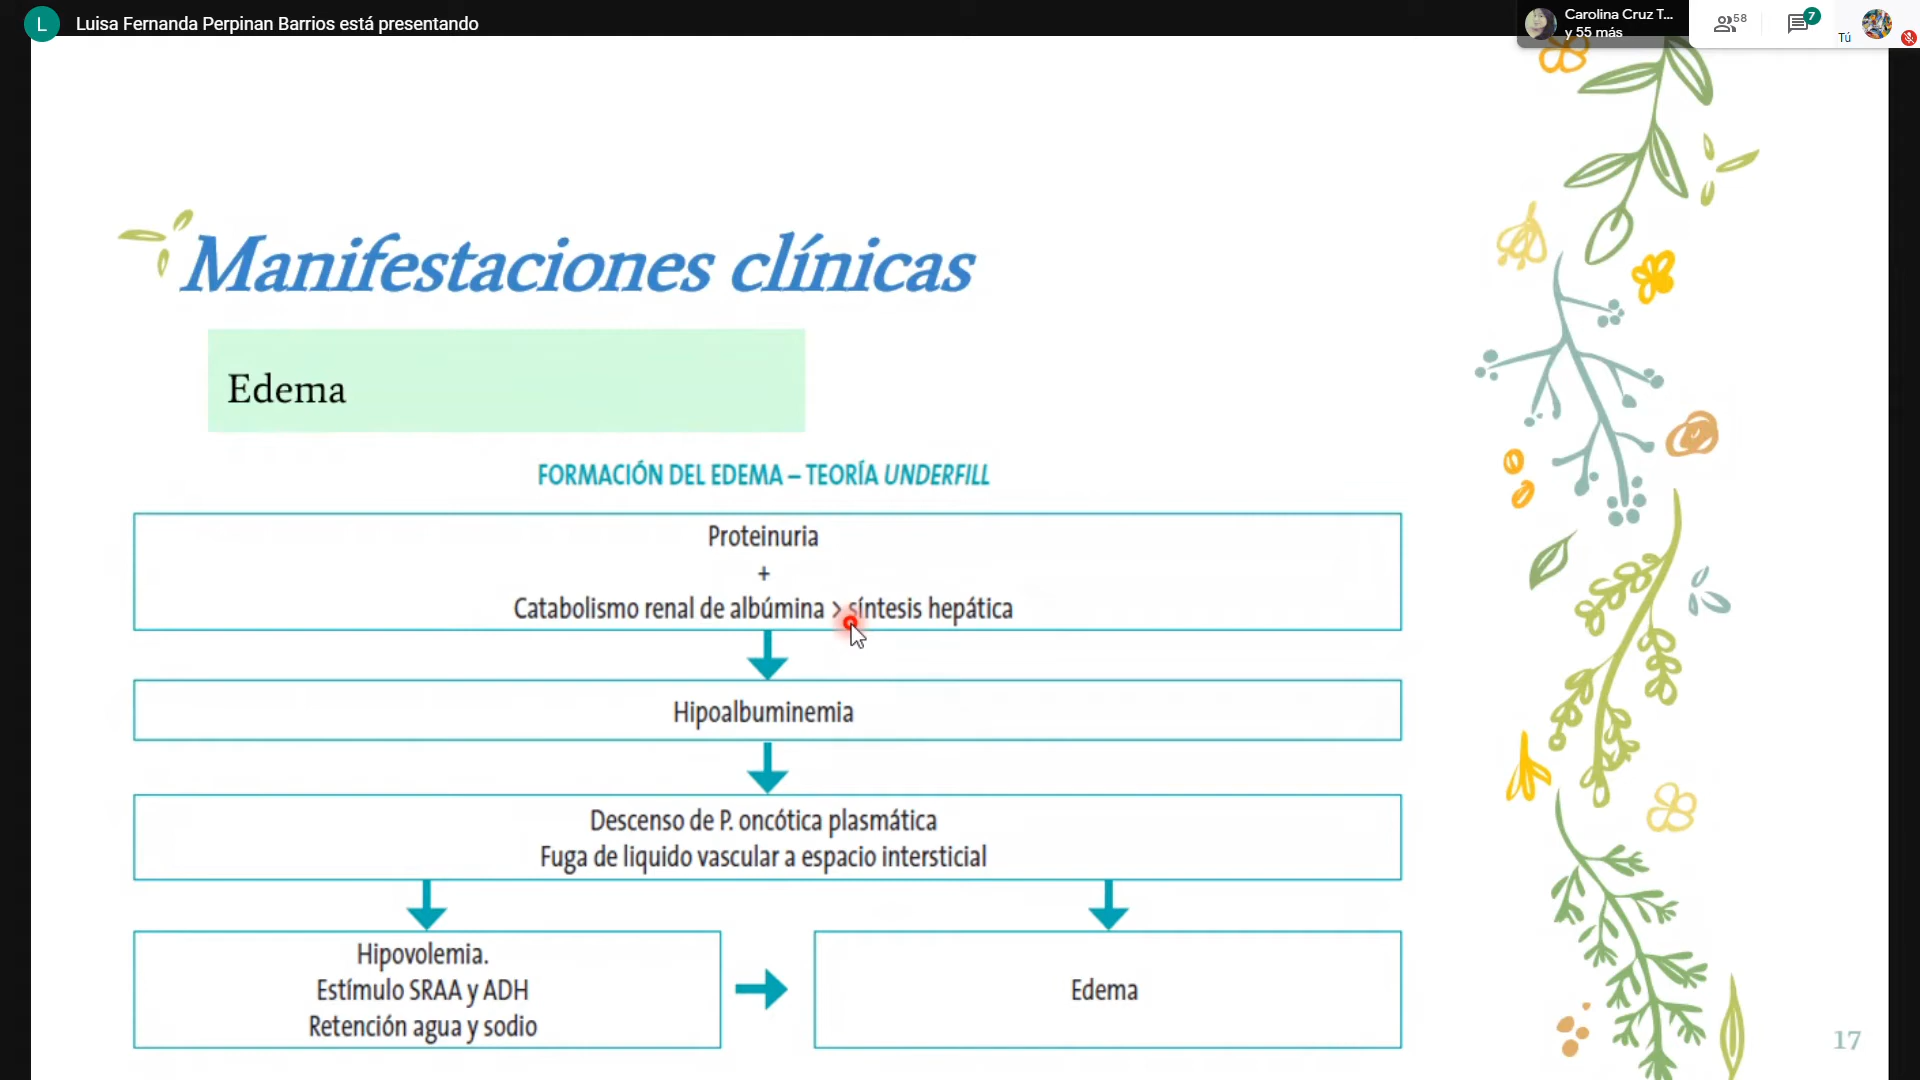 L Luisa Fernanda Perpinan Barrios está presentando
Carolina Cruz T...
y 55 más
58
7
Tú
Manifestaciones clínicas
Edema
FORMACIÓN DEL EDEMA – TEORÍA UNDERFILL
Proteinuria
+
Catabolismo renal de albúmina > síntesis hepática
Hipoalbuminemia
Descenso de P. oncótica plasmática
Fuga de liquido vascular a espacio intersticial
Hipovolemia.
Estímulo SRAA y ADH
Retención agua y sodio
Edema
17